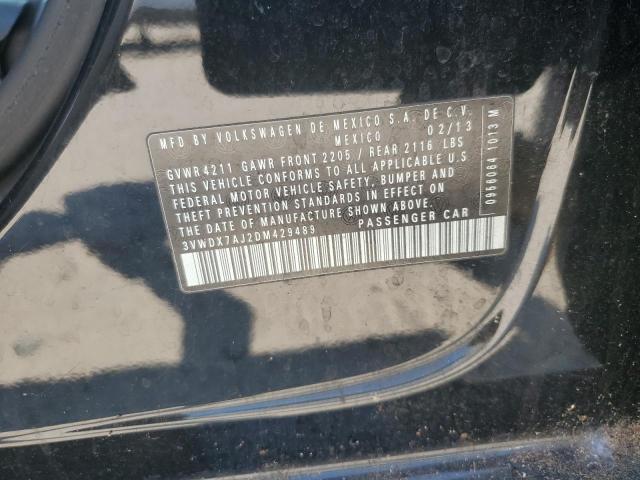 MFD BY VOLKSWAGEN DE MEXICO S.A. DE C.V.
MEXICO 02/13
GVWR 4211 GAWR FRONT 2205 / REAR 2116 LBS
THIS VEHICLE CONFORMS TO ALL APPLICABLE U.S
FEDERAL MOTOR VEHICLE SAFETY, BUMPER AND
THEFT PREVENTION STANDARDS IN EFFECT ON
THE DATE OF MANUFACTURE SHOWN ABOVE.
3VWDX7AJ2DM429489 PASSENGER CAR
0956064 1013 M